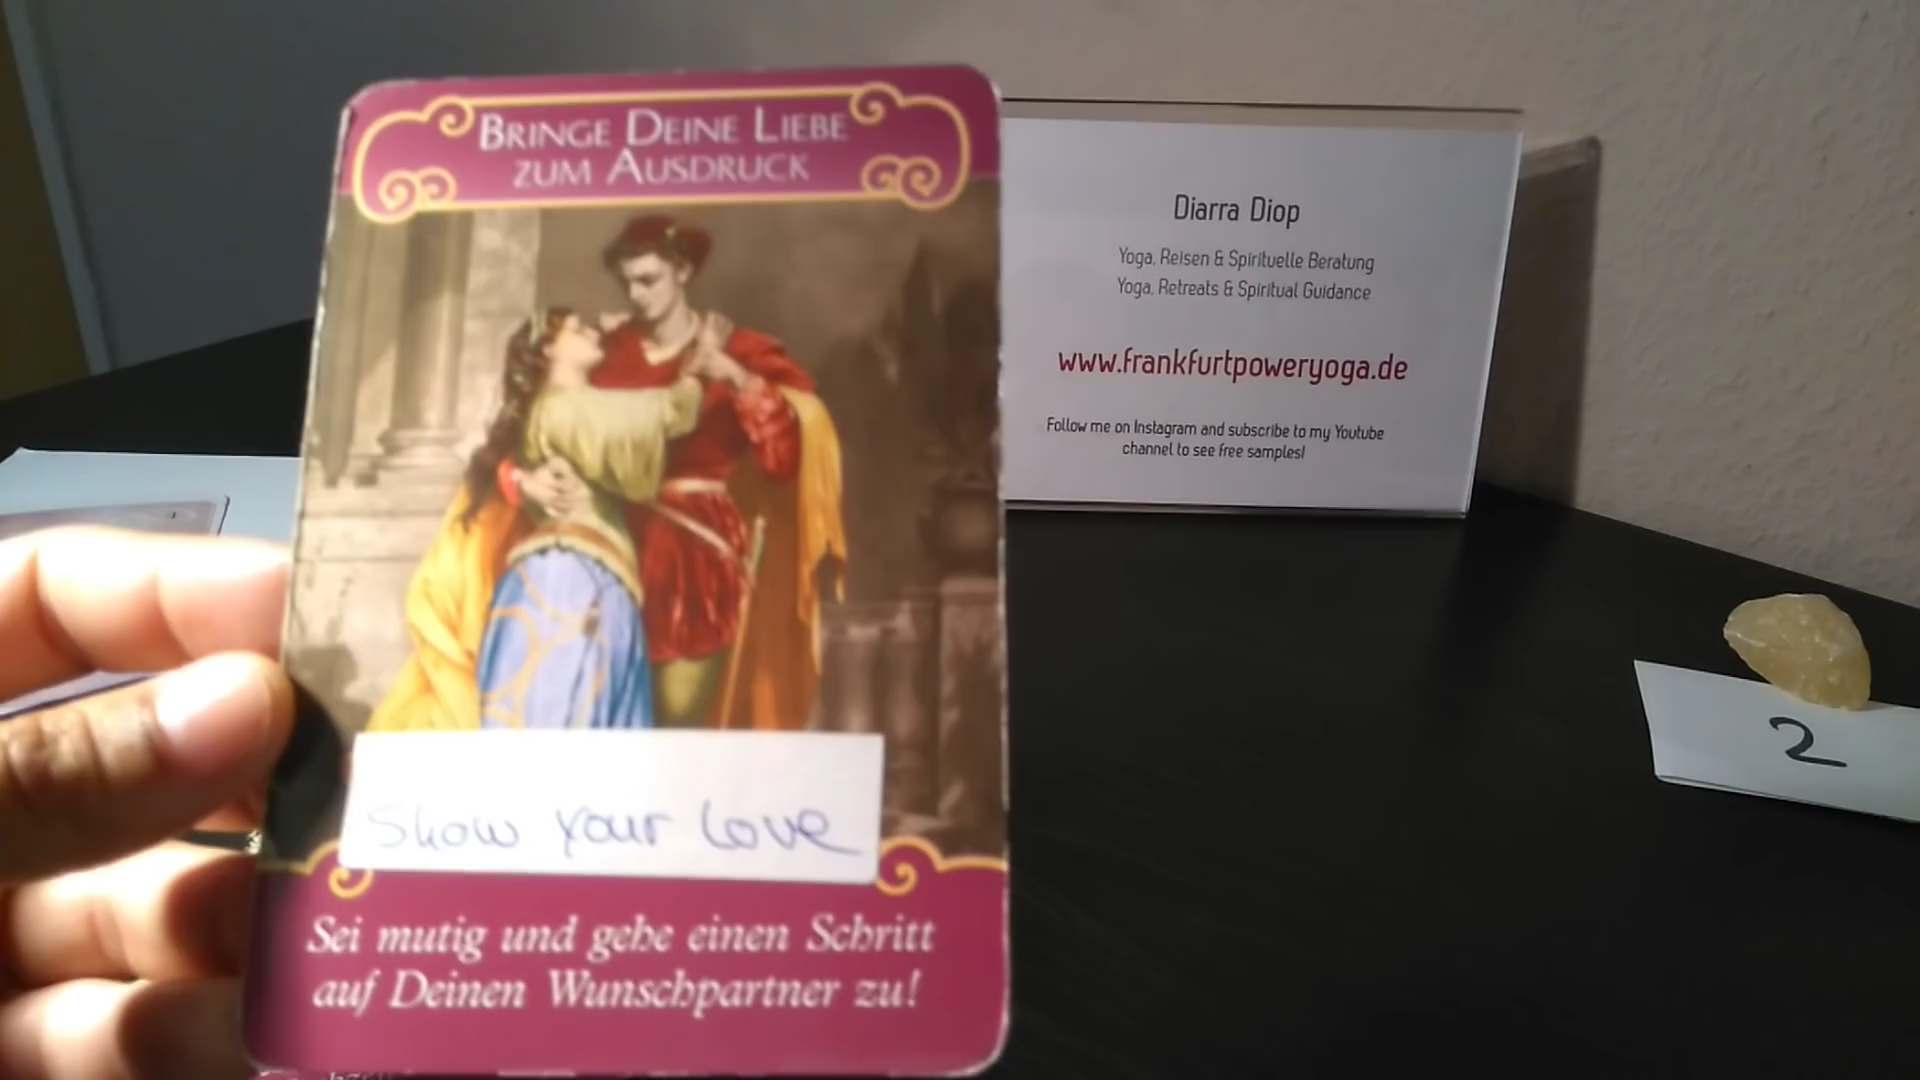 BRINGE DEINE LIEBE
ZUM AUSDRUCK
Show your Love
Sei mutig und gehe einen Schritt
auf Deinen Wunschpartner zu!
Diarra Diop
Yoga, Reisen & Spirituelle Beratung
Yoga, Retreats & Spiritual Guidance
www.frankfurtpoweryoga.de
Follow me on Instagram and subscribe to my Youtube
channel to see free samples!
2